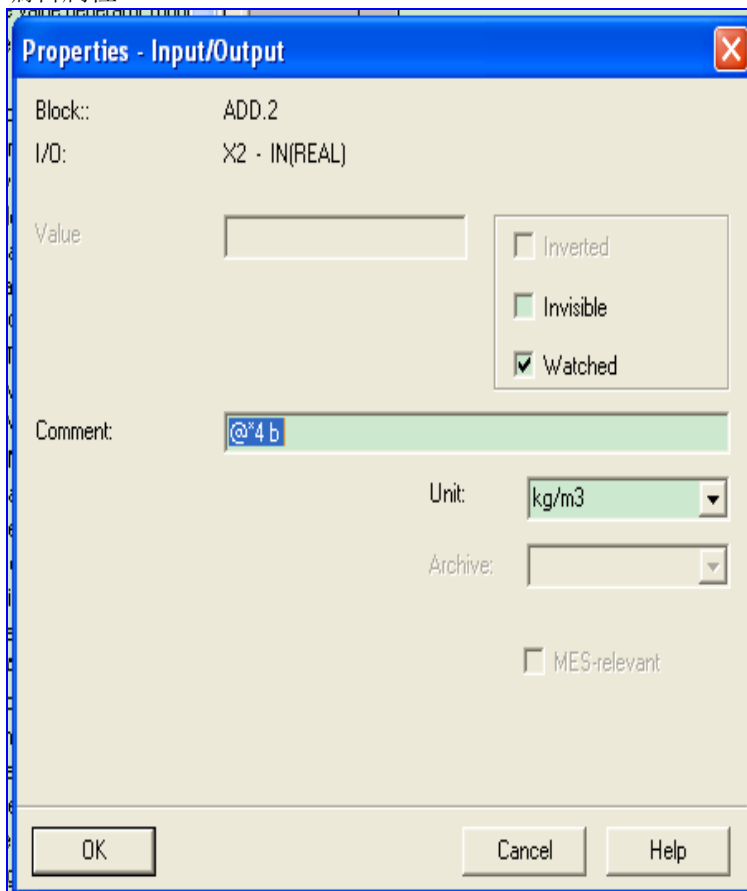 Properties - Input/Output
Block:: ADD.2
I/O: X2 - IN(REAL)
Value
Inverted
Invisible
Watched
Comment: @*4 b
Unit: kg/m3
Archive:
MES-relevant
OK Cancel Help